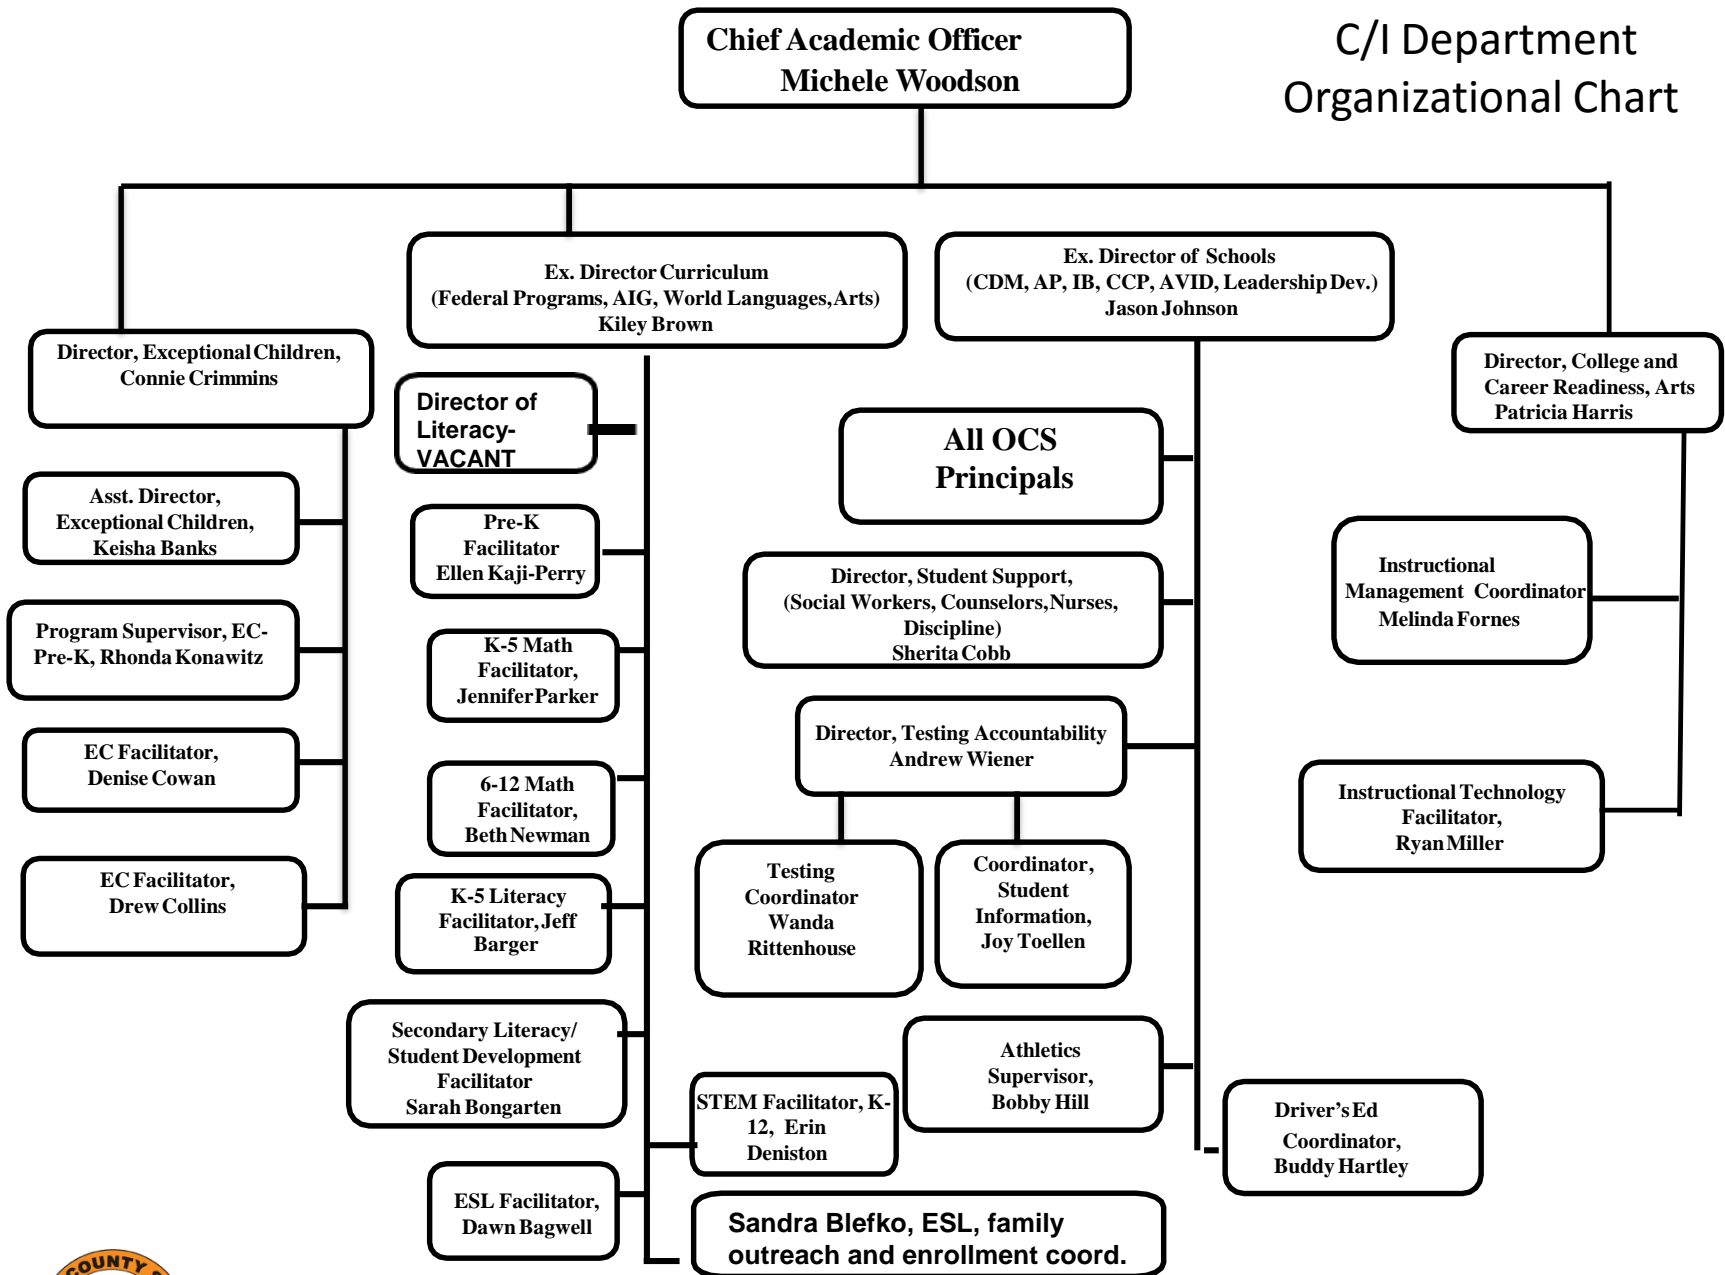 C/I Department
Organizational Chart
Chief Academic Officer
Michele Woodson
Director, Exceptional Children,
Connie Crimmins
Asst. Director,
Exceptional Children,
Keisha Banks
Program Supervisor, EC-
Pre-K, Rhonda Konawitz
EC Facilitator,
Denise Cowan
EC Facilitator,
Drew Collins
Ex. Director Curriculum
(Federal Programs, AIG, World Languages, Arts)
Kiley Brown
Director of
Literacy-
VACANT
Pre-K
Facilitator
Ellen Kaji-Perry
K-5 Math
Facilitator,
Jennifer Parker
6-12 Math
Facilitator,
Beth Newman
K-5 Literacy
Facilitator, Jeff
Barger
Secondary Literacy/
Student Development
Facilitator
Sarah Bongarten
STEM Facilitator, K-
12, Erin
Deniston
ESL Facilitator,
Dawn Bagwell
Sandra Blefko, ESL, family
outreach and enrollment coord.
Ex. Director of Schools
(CDM, AP, IB, CCP, AVID, Leadership Dev.)
Jason Johnson
All OCS
Principals
Director, Student Support,
(Social Workers, Counselors, Nurses,
Discipline)
Sherita Cobb
Director, Testing Accountability
Andrew Wiener
Testing
Coordinator
Wanda
Rittenhouse
Coordinator,
Student
Information,
Joy Toellen
Athletics
Supervisor,
Bobby Hill
Driver's Ed
Coordinator,
Buddy Hartley
Director, College and
Career Readiness, Arts
Patricia Harris
Instructional
Management Coordinator
Melinda Fornes
Instructional Technology
Facilitator,
Ryan Miller
COUNTY